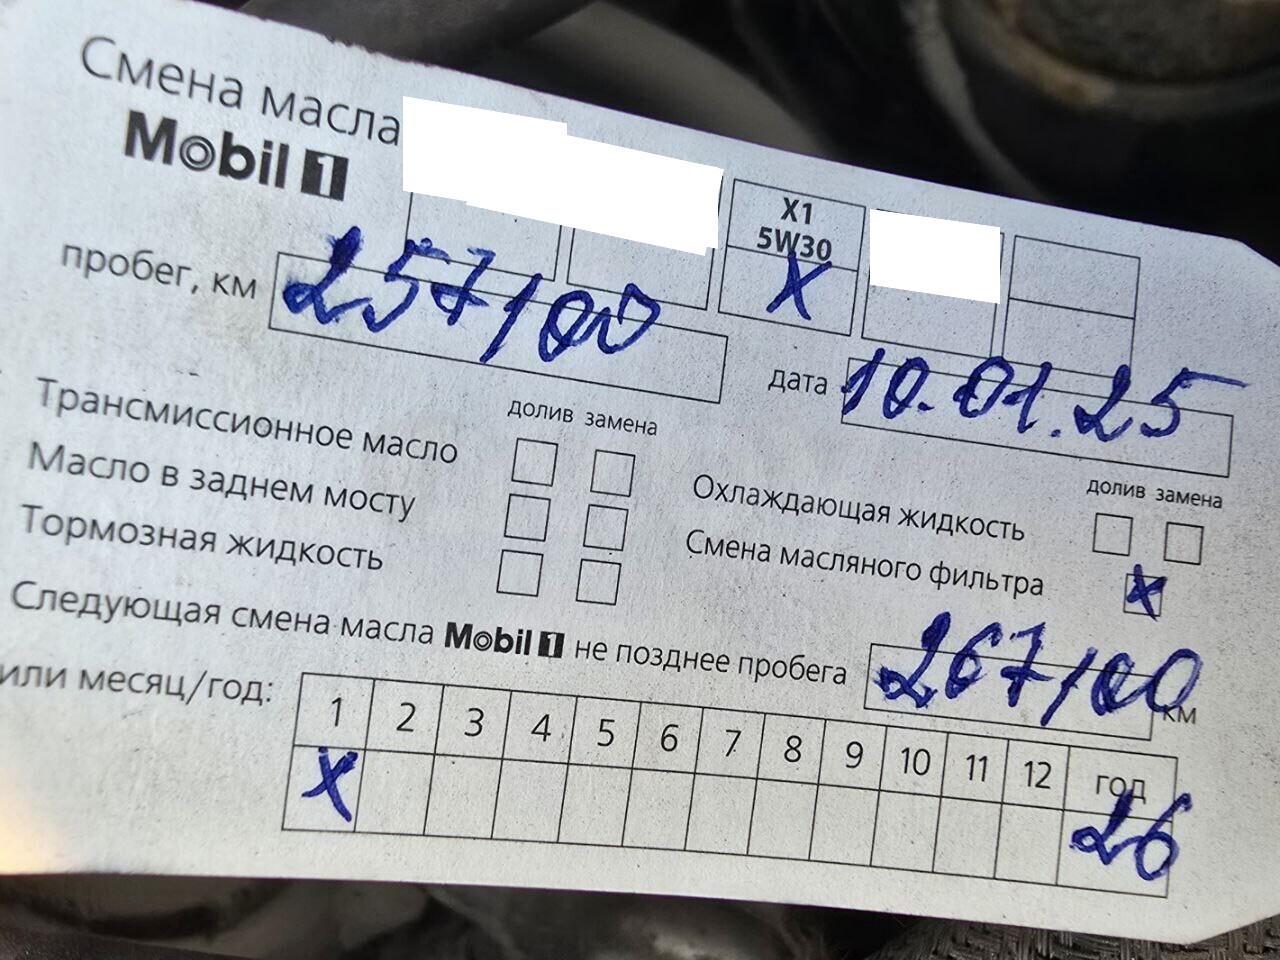 Смена масла
Mobil 1
X1
5W30
X
пробег, км 257100
дата 10.01.25
долив замена
Трансмиссионное масло
Масло в заднем мосту
Тормозная жидкость
долив замена
Охлаждающая жидкость
Смена масляного фильтра X
Следующая смена масла Mobil 1 не позднее пробега 267100 км
или месяц/год:
1 2 3 4 5 6 7 8 9 10 11 12 год
X 26